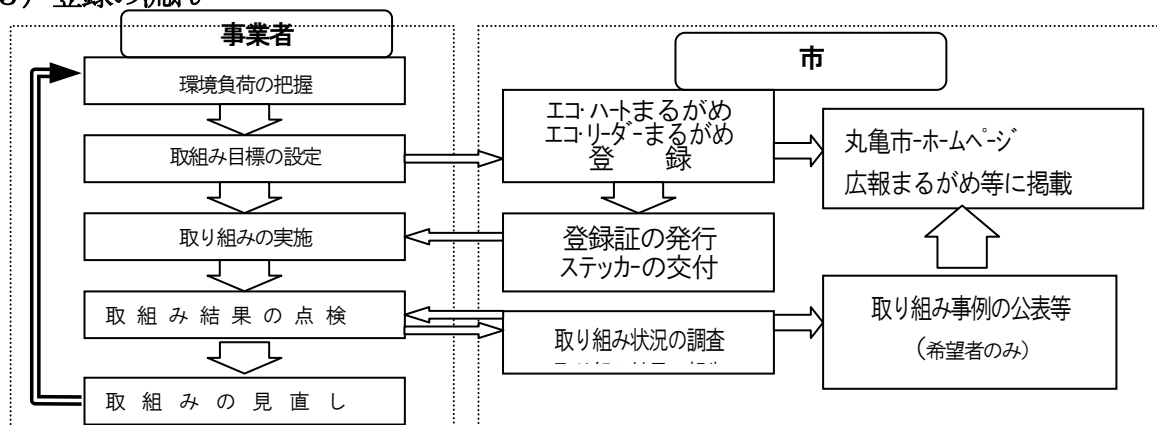 事業者
環境負荷の把握
取組み目標の設定
取り組みの実施
取 組 み 結 果 の 点 検
取 組 み の 見 直 し
市
エコ・ハートまるがめ
エコ・リーダーまるがめ
登 録
登録証の発行
ステッカーの交付
取り組み状況の調査
丸亀市ホームページ
広報まるがめ等に掲載
取り組み事例の公表等
（希望者のみ）